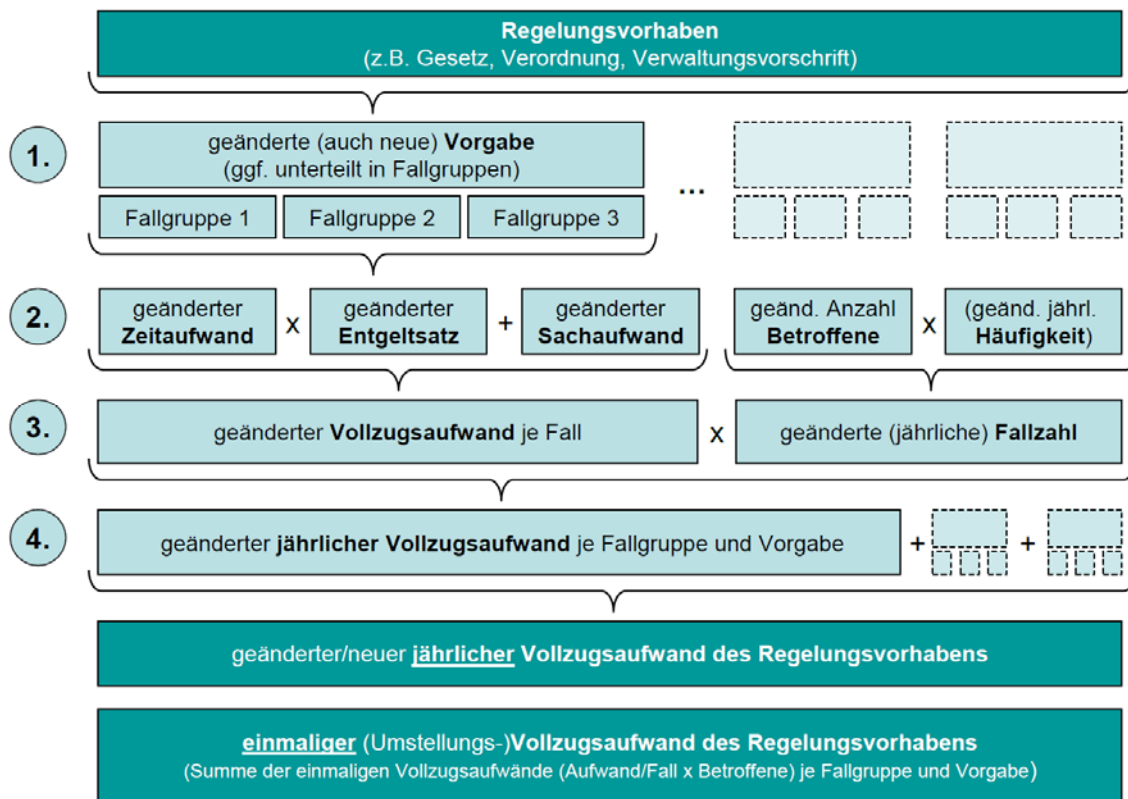 Regelungsvorhaben
(z.B. Gesetz, Verordnung, Verwaltungsvorschrift)
1.
geänderte (auch neue) Vorgabe
(ggf. unterteilt in Fallgruppen)
...
Fallgruppe 1
Fallgruppe 2
Fallgruppe 3
2.
geänderter
Zeitaufwand
x
geänderter
Entgeltsatz
+
geänderter
Sachaufwand
geänd. Anzahl
Betroffene
x
(geänd. jährl.
Häufigkeit)
3.
geänderter Vollzugsaufwand je Fall
x
geänderte (jährliche) Fallzahl
4.
geänderter jährlicher Vollzugsaufwand je Fallgruppe und Vorgabe
+
+
geänderter/neuer jährlicher Vollzugsaufwand des Regelungsvorhabens
einmaliger (Umstellungs-)Vollzugsaufwand des Regelungsvorhabens
(Summe der einmaligen Vollzugsaufwände (Aufwand/Fall x Betroffene) je Fallgruppe und Vorgabe)